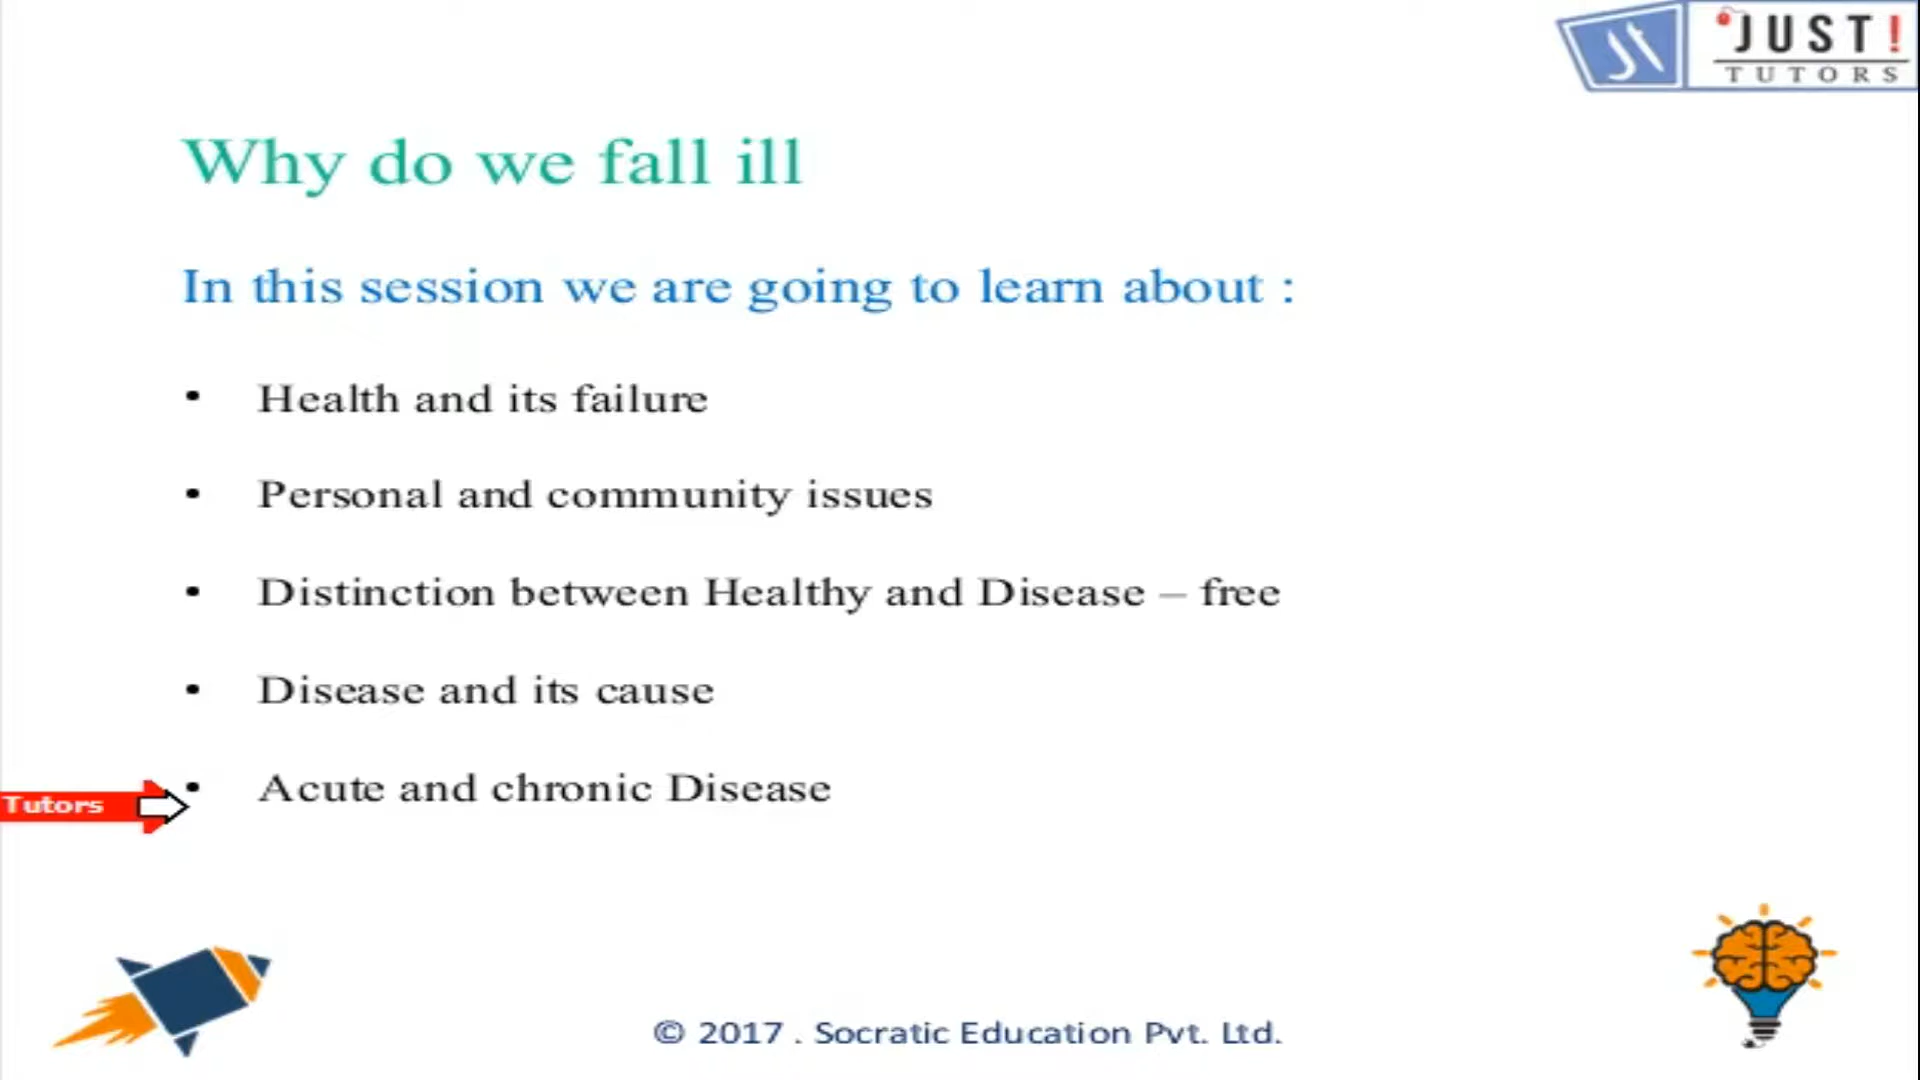 JUST!
TUTORS
Why do we fall ill
In this session we are going to learn about :
• Health and its failure
• Personal and community issues
• Distinction between Healthy and Disease – free
• Disease and its cause
• Acute and chronic Disease
Tutors
© 2017 . Socratic Education Pvt. Ltd.